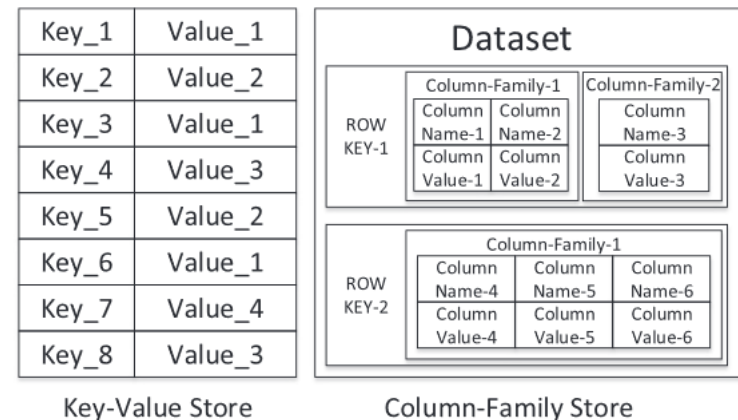 Key_1 Value_1
Key_2 Value_2
Key_3 Value_1
Key_4 Value_3
Key_5 Value_2
Key_6 Value_1
Key_7 Value_4
Key_8 Value_3
Key-Value Store
Dataset
ROW
KEY-1
Column-Family-1
Column Column
Name-1 Name-2
Column Column
Value-1 Value-2
Column-Family-2
Column
Name-3
Column
Value-3
ROW
KEY-2
Column-Family-1
Column Column Column
Name-4 Name-5 Name-6
Column Column Column
Value-4 Value-5 Value-6
Column-Family Store